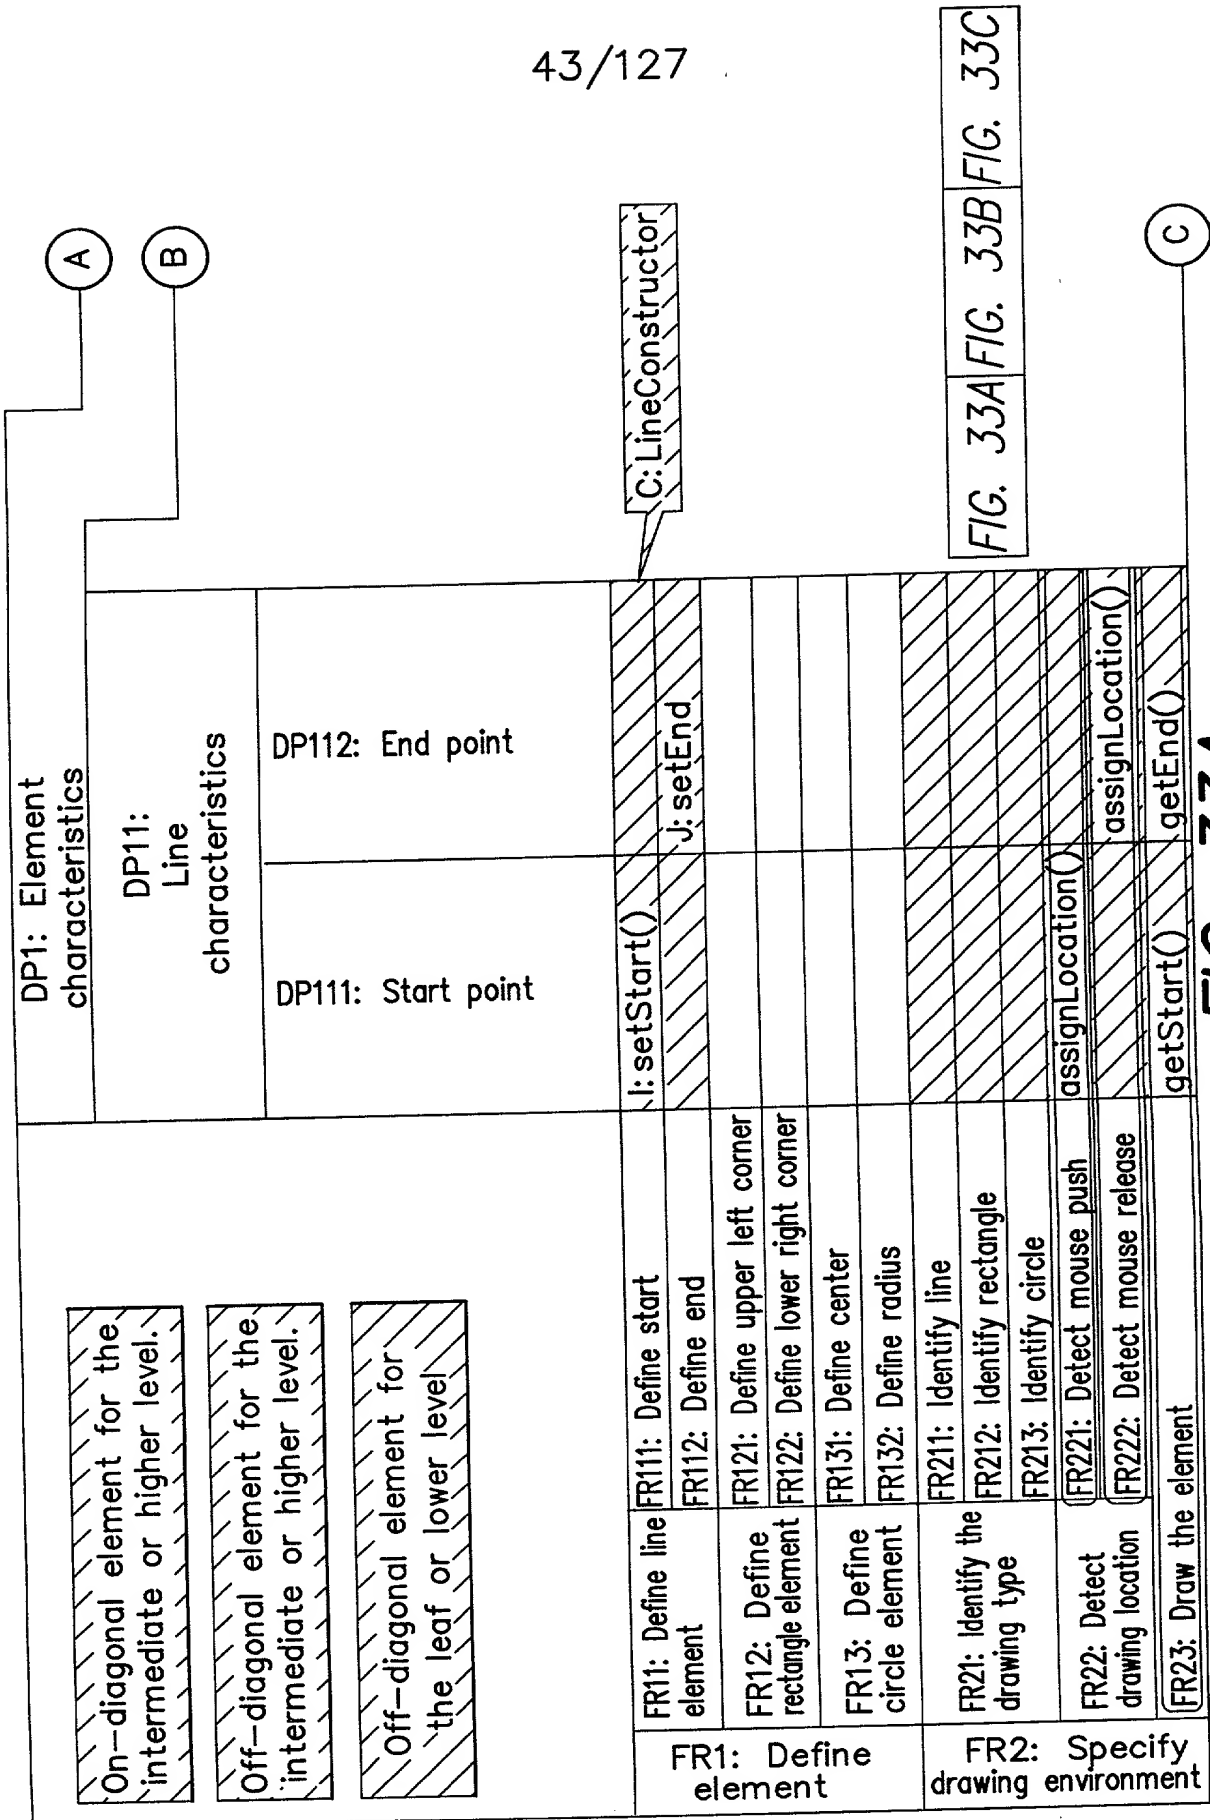 43/127
On-diagonal element for the
intermediate or higher level.
Off-diagonal element for the
intermediate or higher level.
Off-diagonal element for
the leaf or lower level
DP1: Element
characteristics
A
DP11:
Line
characteristics
B
DP111: Start point
DP112: End point
FR1: Define
element
FR11: Define line
element
FR111: Define start
I: setStart()
C: LineConstructor
FR112: Define end
J: setEnd
FR12: Define
rectangle element
FR121: Define upper left corner
FR122: Define lower right corner
FR13: Define
circle element
FR131: Define center
FR132: Define radius
FR2: Specify
drawing environment
FR21: Identify the
drawing type
FR211: Identify line
FR212: Identify rectangle
FR213: Identify circle
FR22: Detect
drawing location
FR221: Detect mouse push
assignLocation()
FR222: Detect mouse release
assignLocation()
FR23: Draw the element
getStart()
getEnd()
C
FIG. 33A FIG. 33B FIG. 33C